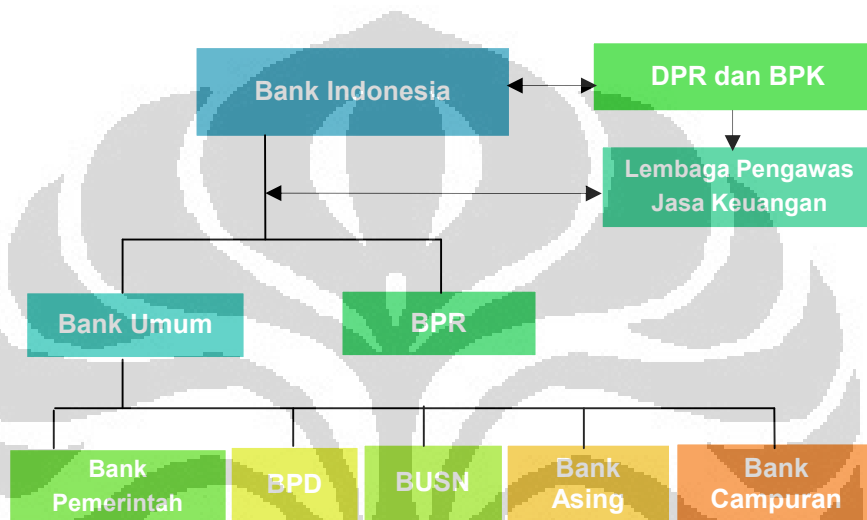 Bank Indonesia
DPR dan BPK
Lembaga Pengawas
Jasa Keuangan
Bank Umum
BPR
Bank
Pemerintah
BPD
BUSN
Bank
Asing
Bank
Campuran